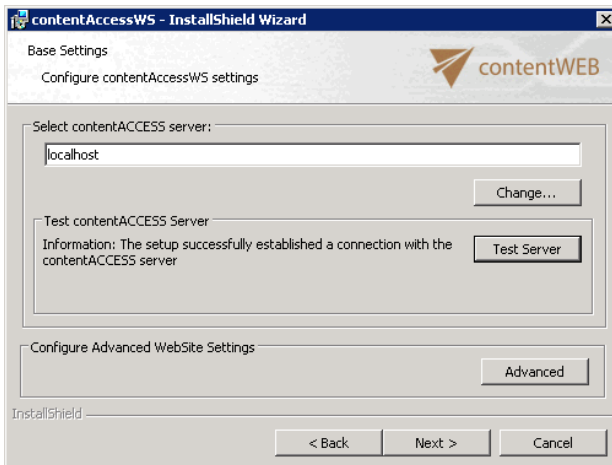 contentAccessWS - InstallShield Wizard
Base Settings
Configure contentAccessWS settings
contentWEB
Select contentACCESS server:
localhost
Change...
Test contentACCESS Server
Information: The setup successfully established a connection with the
contentACCESS server
Test Server
Configure Advanced WebSite Settings
Advanced
InstallShield
< Back
Next >
Cancel